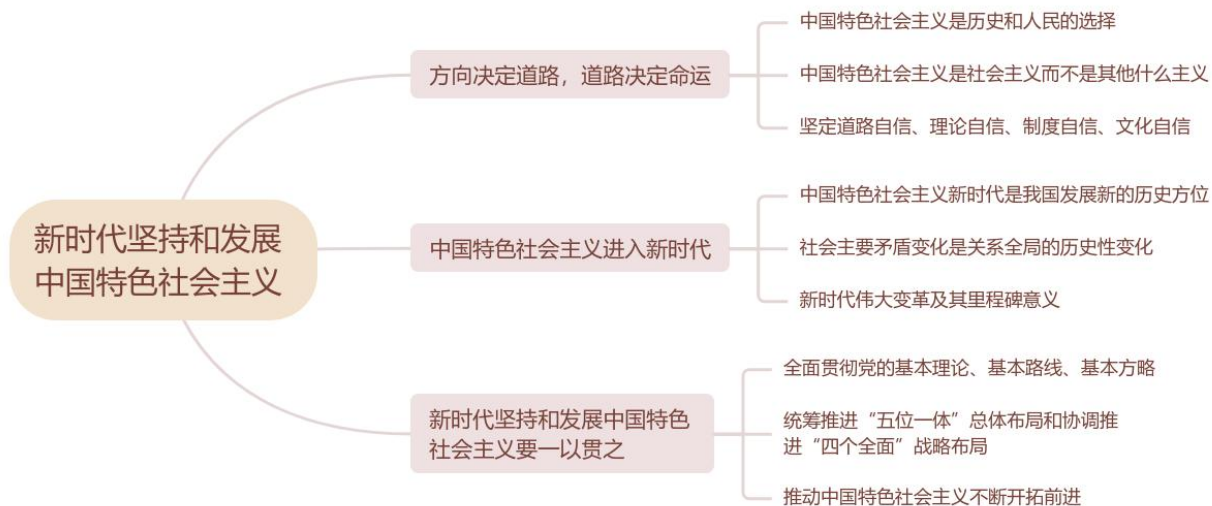 新时代坚持和发展
中国特色社会主义
方向决定道路，道路决定命运
中国特色社会主义是历史和人民的选择
中国特色社会主义是社会主义而不是其他什么主义
坚定道路自信、理论自信、制度自信、文化自信
中国特色社会主义进入新时代
中国特色社会主义新时代是我国发展新的历史方位
社会主要矛盾变化是关系全局的历史性变化
新时代伟大变革及其里程碑意义
新时代坚持和发展中国特色
社会主义要一以贯之
全面贯彻党的基本理论、基本路线、基本方略
统筹推进“五位一体”总体布局和协调推
进“四个全面”战略布局
推动中国特色社会主义不断开拓前进